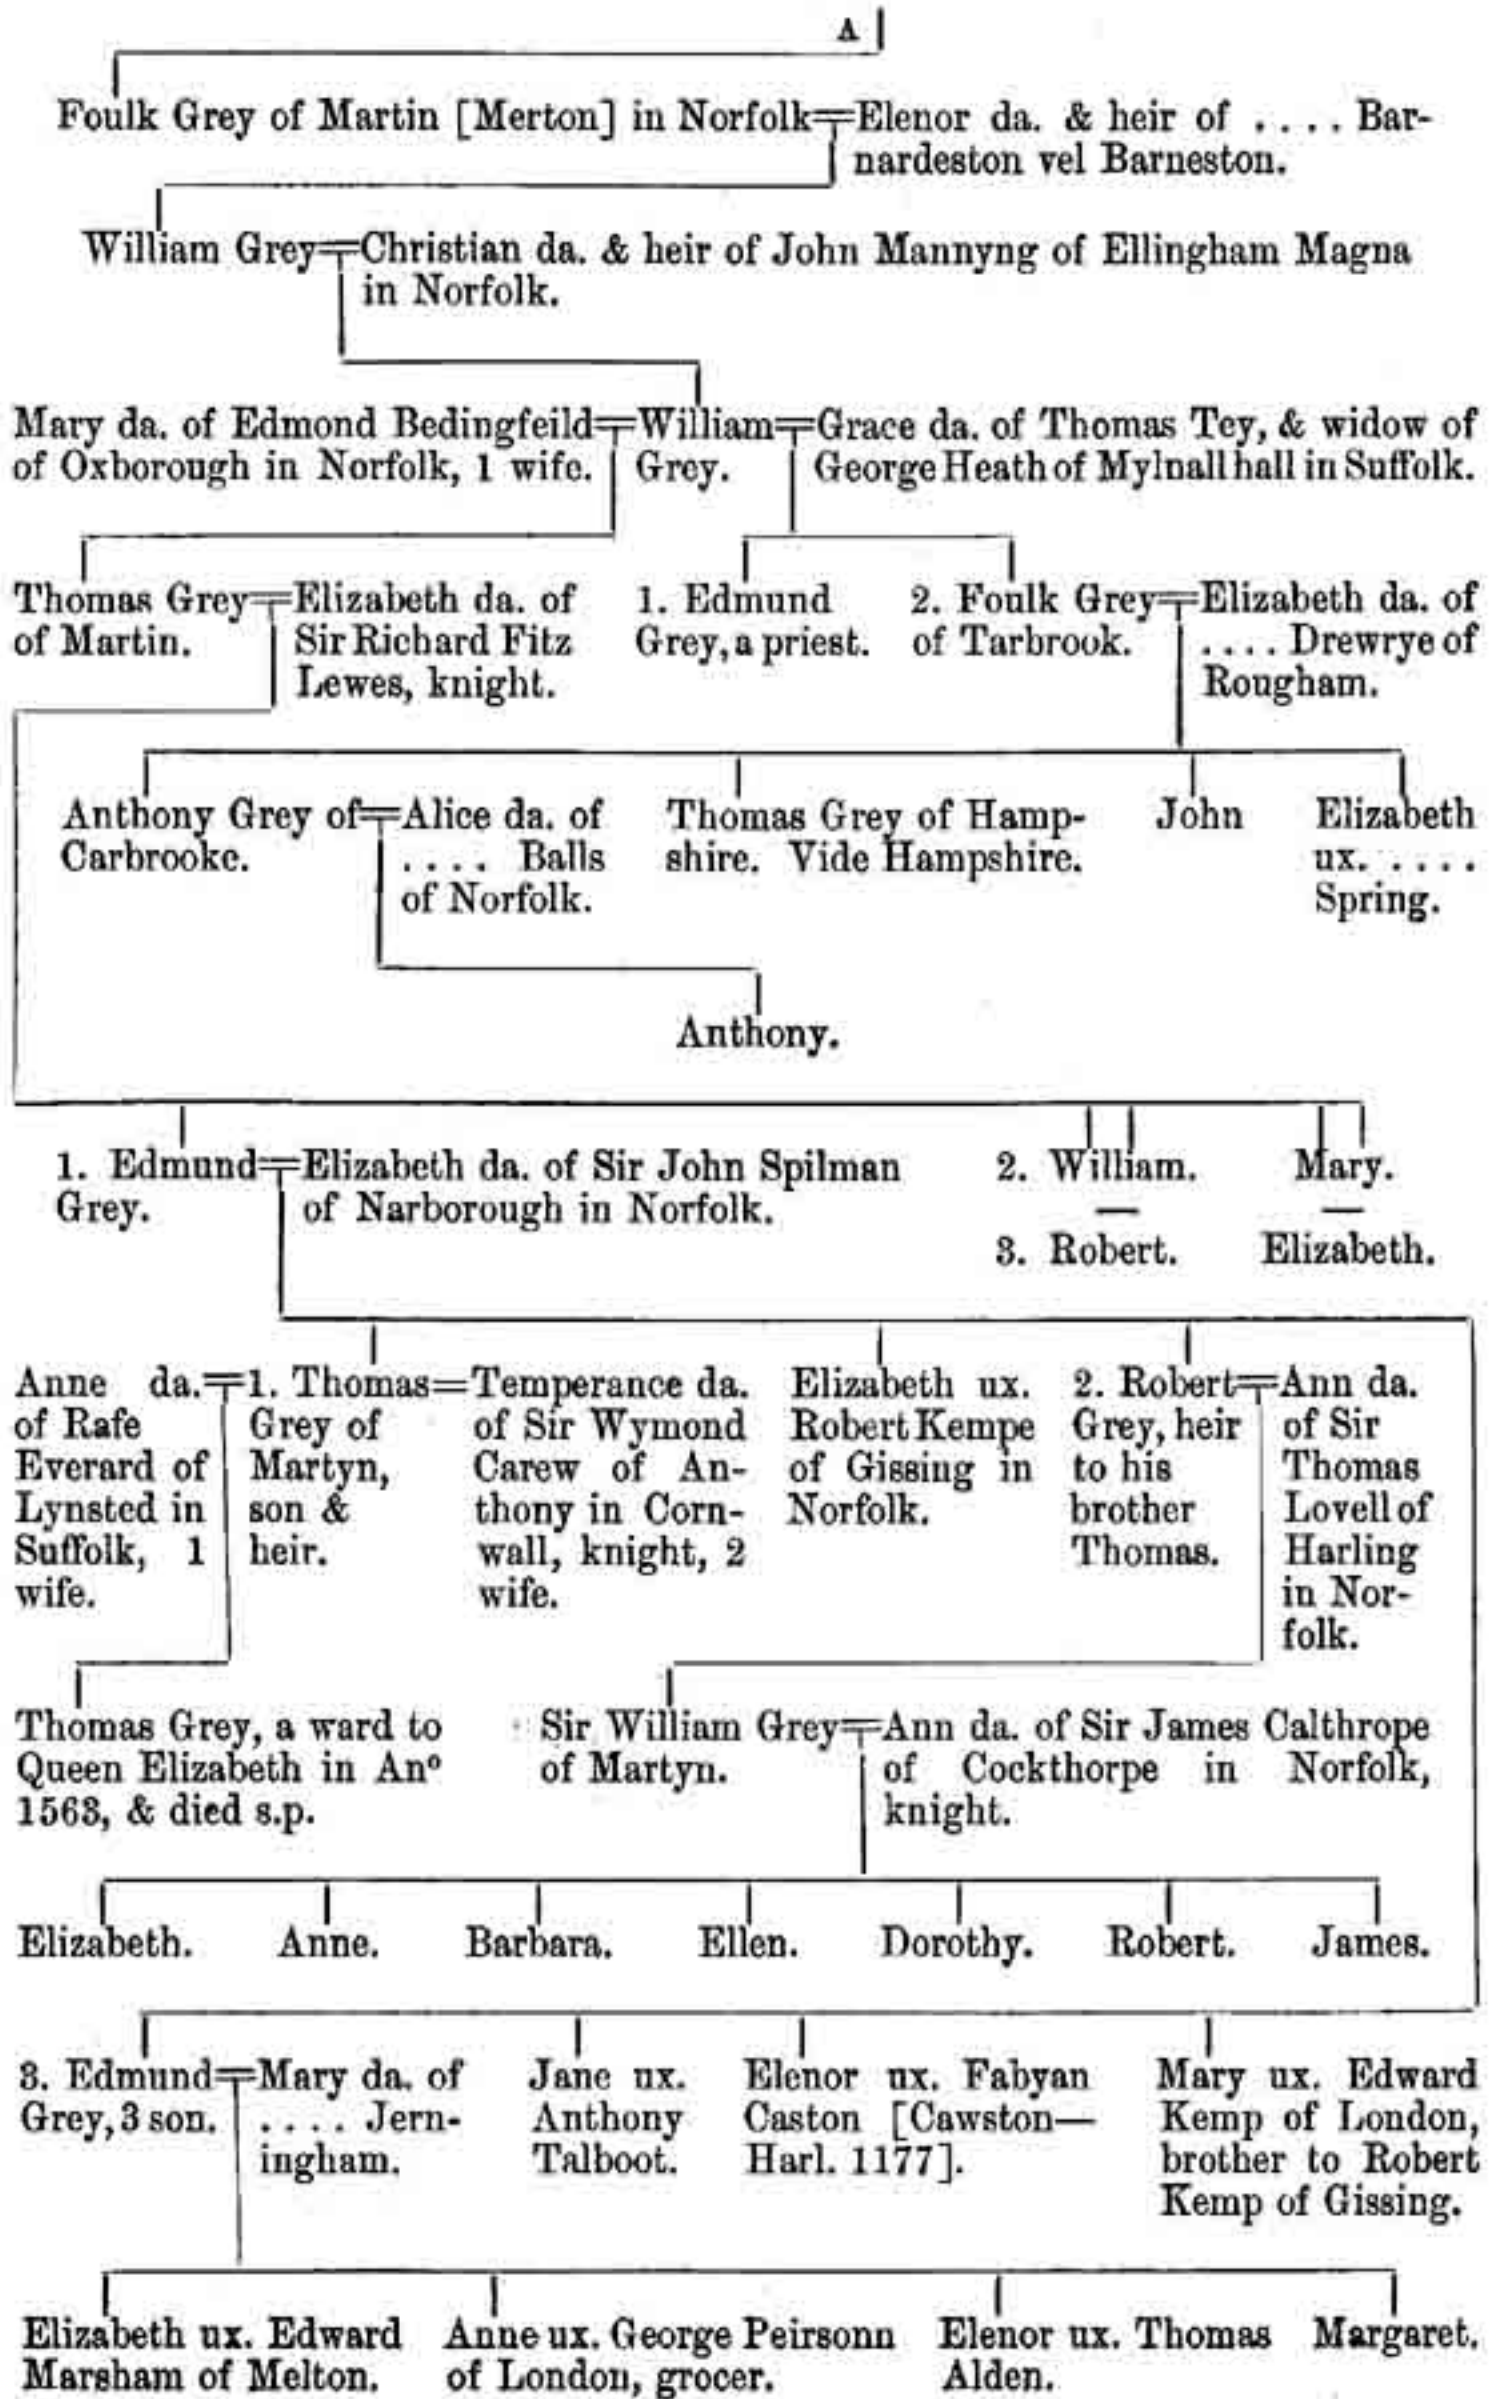 A
Foulk Grey of Martin [Merton] in Norfolk
Elenor da. & heir of . . . . Bar-
nardeston vel Barneston.
William Grey
Christian da. & heir of John Mannyng of Ellingham Magna
in Norfolk.
Mary da. of Edmond Bedingfeild
of Oxborough in Norfolk, 1 wife.
William
Grey.
Grace da. of Thomas Tey, & widow of
George Heath of Mylnall hall in Suffolk.
Thomas Grey
of Martin.
Elizabeth da. of
Sir Richard Fitz
Lewes, knight.
1. Edmund
Grey, a priest.
2. Foulk Grey
of Tarbrook.
Elizabeth da. of
. . . . Drewrye of
Rougham.
Anthony Grey of
Carbrooke.
Alice da. of
. . . . Balls
of Norfolk.
Thomas Grey of Hamp-
shire. Vide Hampshire.
John
Elizabeth
ux. . . . .
Spring.
Anthony.
1. Edmund
Grey.
Elizabeth da. of Sir John Spilman
of Narborough in Norfolk.
2. William.
—
3. Robert.
Mary.
—
Elizabeth.
Anne da.
of Rafe
Everard of
Lynsted in
Suffolk, 1
wife.
1. Thomas
Grey of
Martyn,
son &
heir.
Temperance da.
of Sir Wymond
Carew of An-
thony in Corn-
wall, knight, 2
wife.
Elizabeth ux.
Robert Kempe
of Gissing in
Norfolk.
2. Robert
Grey, heir
to his
brother
Thomas.
Ann da.
of Sir
Thomas
Lovell of
Harling
in Nor-
folk.
Thomas Grey, a ward to
Queen Elizabeth in Anº
1563, & died s.p.
Sir William Grey
of Martyn.
Ann da. of Sir James Calthrope
of Cockthorpe in Norfolk,
knight.
Elizabeth. Anne. Barbara. Ellen. Dorothy. Robert. James.
3. Edmund
Grey, 3 son.
Mary da. of
. . . . Jern-
ingham.
Jane ux.
Anthony
Talboot.
Elenor ux. Fabyan
Caston [Cawston—
Harl. 1177].
Mary ux. Edward
Kemp of London,
brother to Robert
Kemp of Gissing.
Elizabeth ux. Edward
Marsham of Melton.
Anne ux. George Peirsonn
of London, grocer.
Elenor ux. Thomas
Alden.
Margaret.